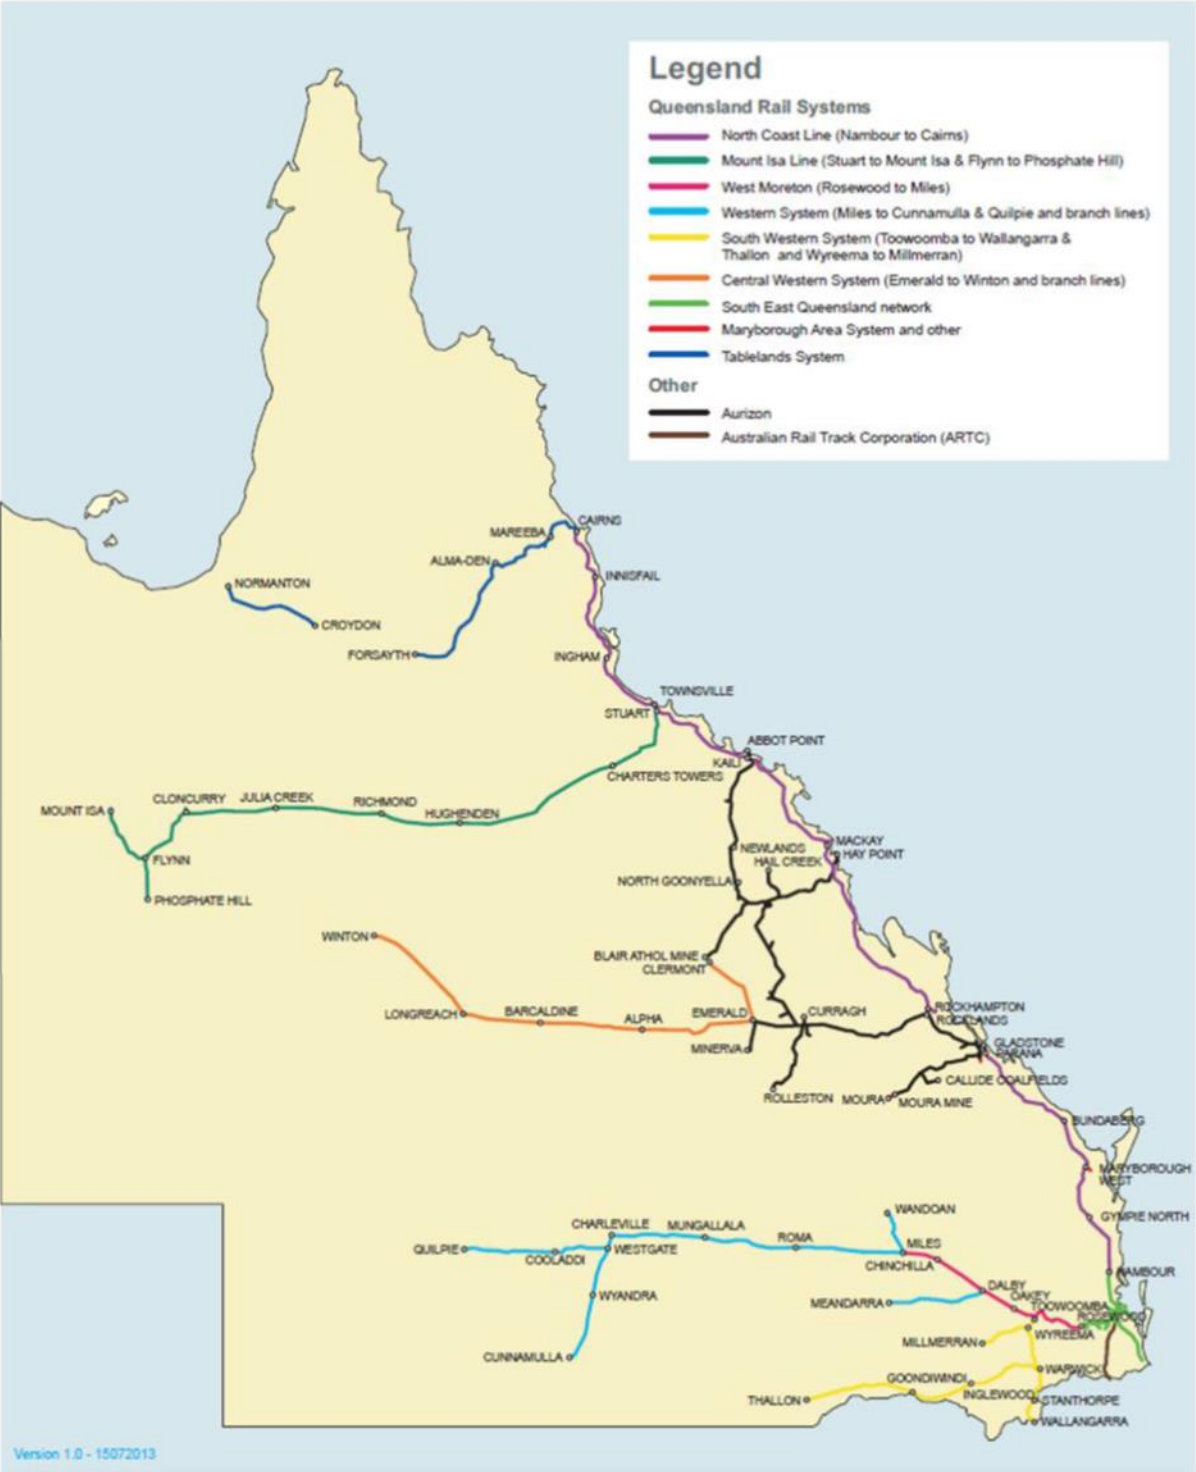 Legend
Queensland Rail Systems
North Coast Line (Nambour to Cairns)
Mount Isa Line (Stuart to Mount Isa & Flynn to Phosphate Hill)
West Moreton (Rosewood to Miles)
Western System (Miles to Cunnamulla & Quilpie and branch lines)
South Western System (Toowoomba to Wallangarra &
Thallon and Wyreema to Millmerran)
Central Western System (Emerald to Winton and branch lines)
South East Queensland network
Maryborough Area System and other
Tablelands System
Other
Aurizon
Australian Rail Track Corporation (ARTC)
CAIRNS
MAREEBA
ALMA-DEN
INNISFAIL
NORMANTON
CROYDON
FORSAYTH
INGHAM
TOWNSVILLE
STUART
ABBOT POINT
KAILI
CHARTERS TOWERS
MOUNT ISA
CLONCURRY
JULIA CREEK
RICHMOND
HUGHENDEN
FLYNN
PHOSPHATE HILL
MACKAY
HAY POINT
NEWLANDS
HAIL CREEK
NORTH GOONYELLA
WINTON
BLAIR ATHOL MINE
CLERMONT
LONGREACH
BARCALDINE
ALPHA
EMERALD
CURRAGH
ROCKHAMPTON
ROCKLANDS
MINERVA
GLADSTONE
PARANA
CALLIDE COALFIELDS
ROLLESTON
MOURA
MOURA MINE
BUNDABERG
MARYBOROUGH
WEST
WANDOAN
GYMPIE NORTH
CHARLEVILLE
MUNGALLALA
ROMA
MILES
QUILPIE
COOLADDI
WESTGATE
CHINCHILLA
NAMBOUR
WYANDRA
MEANDARRA
DALBY
OAKEY
TOOWOOMBA
ROSEWOOD
WYREEMA
MILLMERRAN
CUNNAMULLA
WARWICK
GOONDIWINDI
INGLEWOOD
THALLON
STANTHORPE
WALLANGARRA
Version 1.0 - 15072013